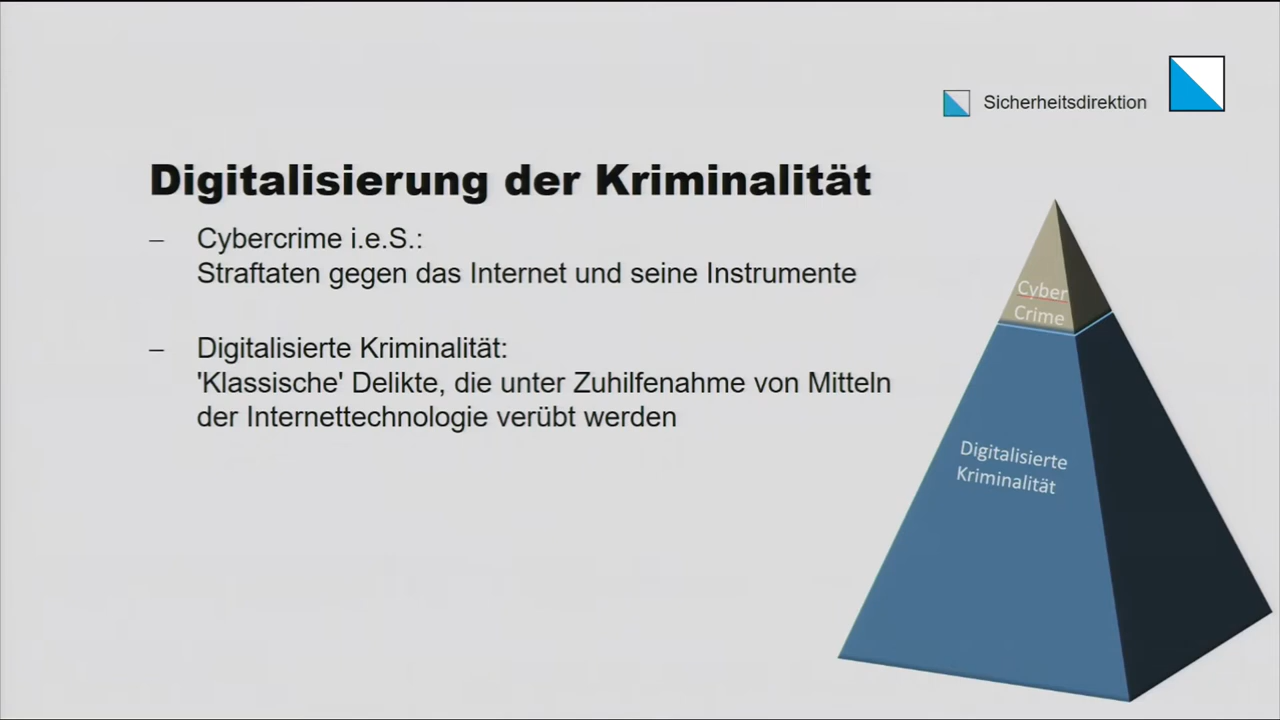 Sicherheitsdirektion
Digitalisierung der Kriminalität
– Cybercrime i.e.S.:
Straftaten gegen das Internet und seine Instrumente
– Digitalisierte Kriminalität:
'Klassische' Delikte, die unter Zuhilfenahme von Mitteln
der Internettechnologie verübt werden
Cyber
Crime
Digitalisierte
Kriminalität